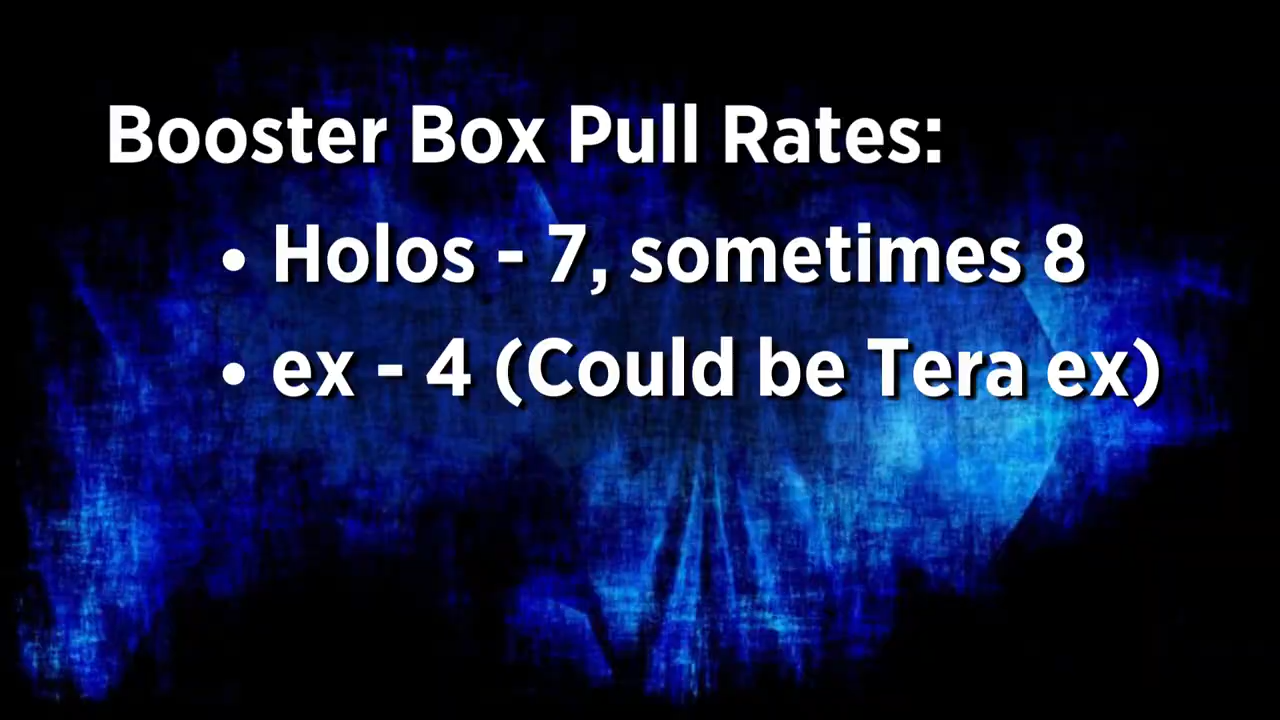 Booster Box Pull Rates:
• Holos - 7, sometimes 8
• ex - 4 (Could be Tera ex)